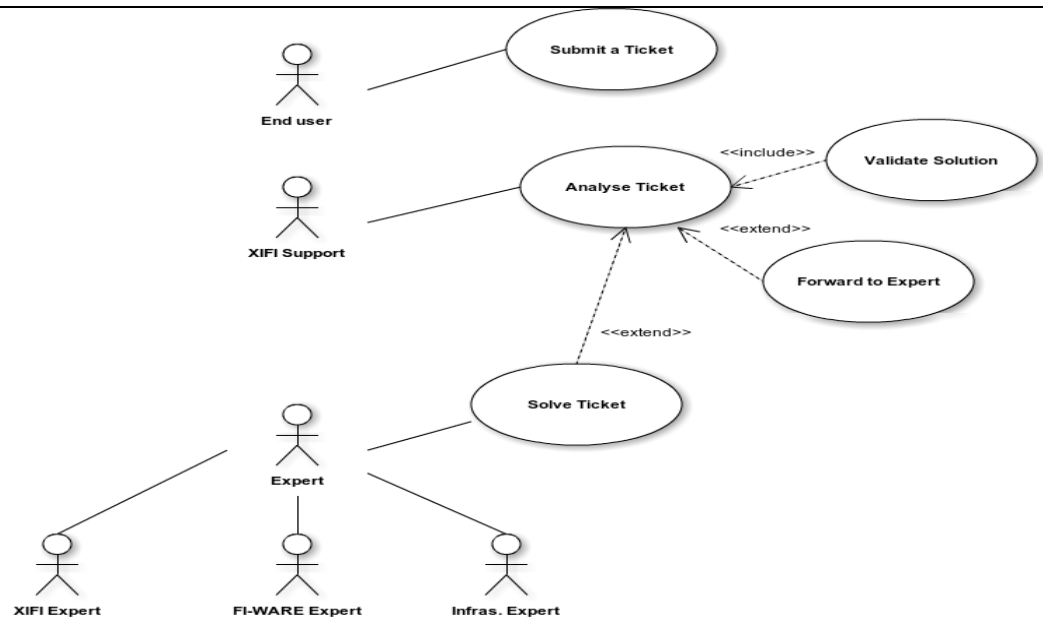 Submit a Ticket
End user
<<include>>
Validate Solution
Analyse Ticket
XIFI Support
<<extend>>
Forward to Expert
<<extend>>
Solve Ticket
Expert
XIFI Expert
FI-WARE Expert
Infras. Expert